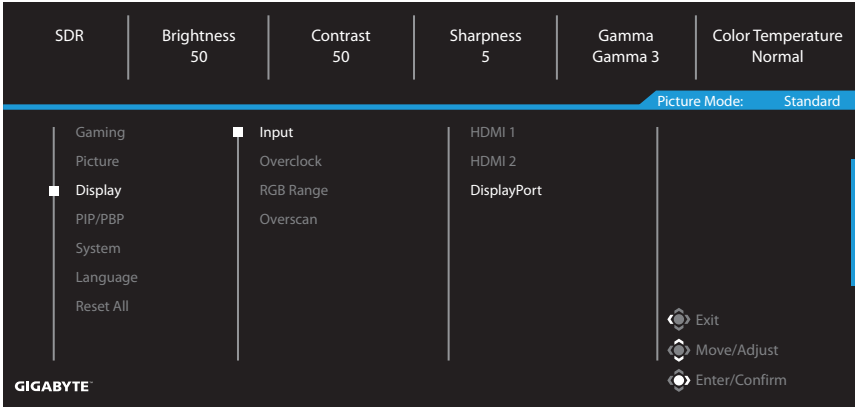 SDR Brightness Contrast Sharpness Gamma Color Temperature
50 50 5 Gamma 3 Normal
Picture Mode: Standard
Gaming Input HDMI 1
Picture Overclock HDMI 2
Display RGB Range DisplayPort
PIP/PBP Overscan
System
Language
Reset All
Exit
Move/Adjust
GIGABYTE™ Enter/Confirm